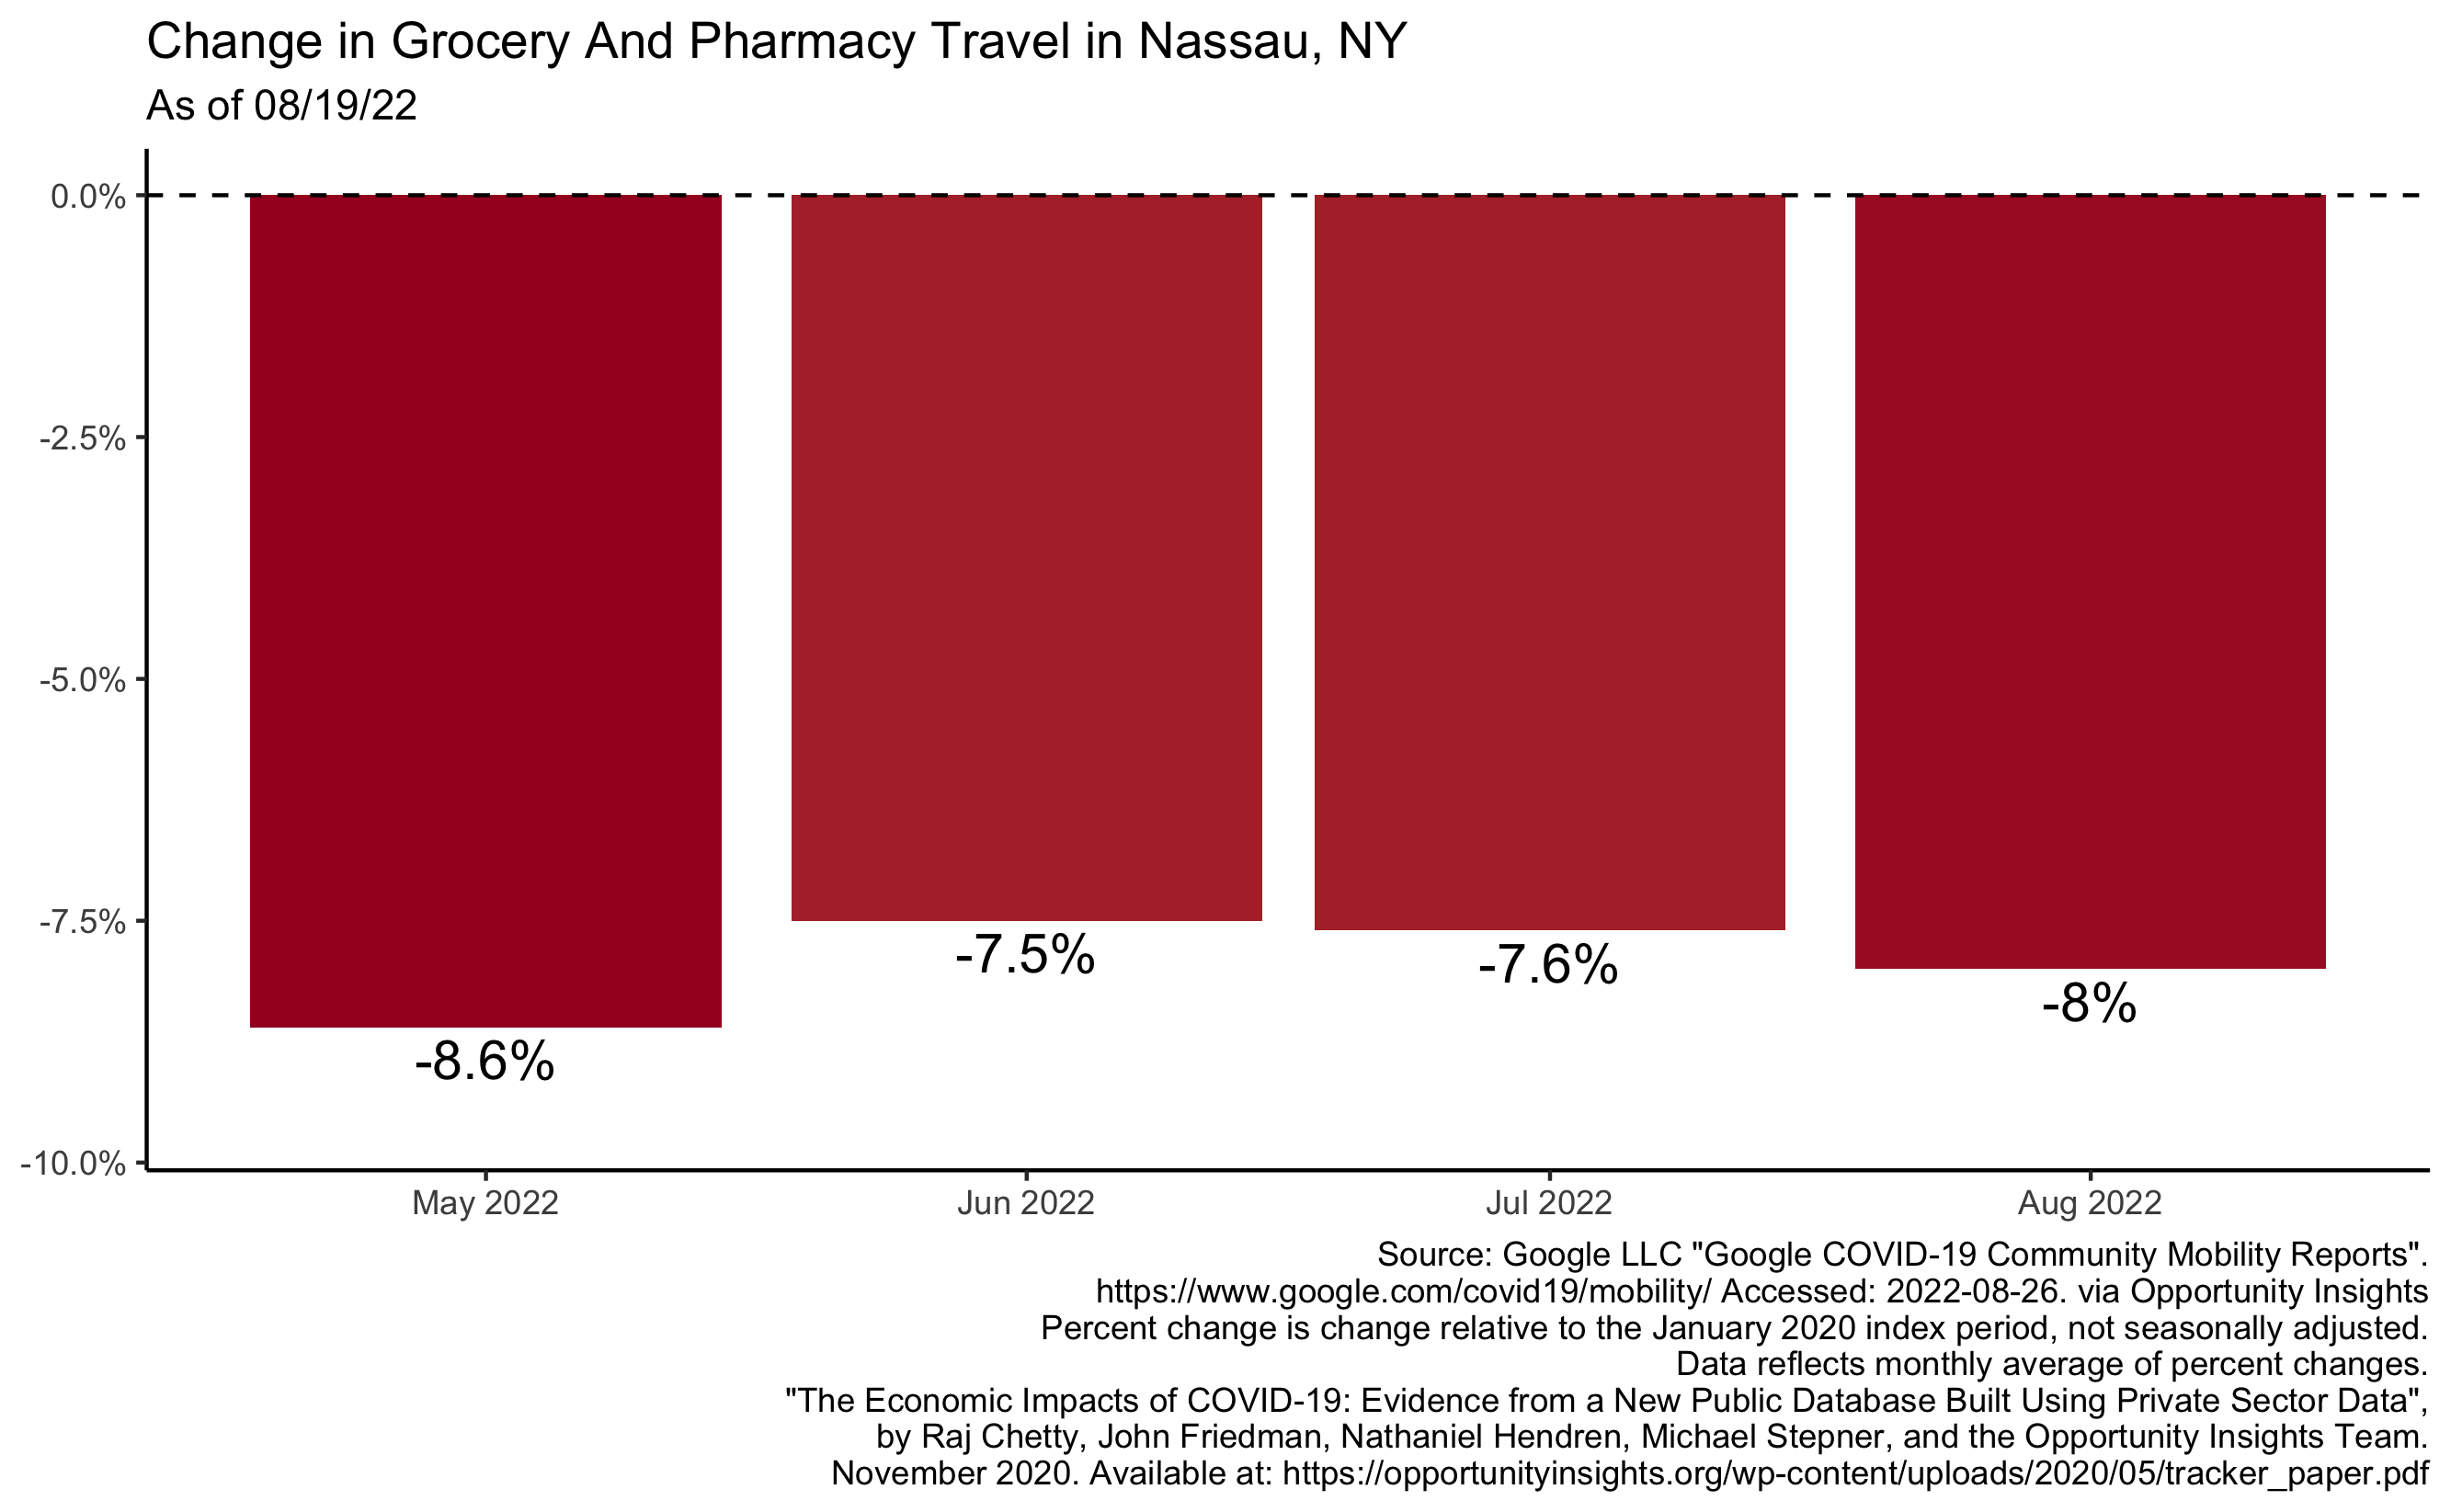 Change in Grocery And Pharmacy Travel in Nassau, NY
As of 08/19/22
0.0%
-2.5%
-5.0%
-7.5%
-10.0%
-8.6%
-7.5%
-7.6%
-8%
May 2022
Jun 2022
Jul 2022
Aug 2022
Source: Google LLC "Google COVID-19 Community Mobility Reports".
https://www.google.com/covid19/mobility/ Accessed: 2022-08-26. via Opportunity Insights
Percent change is change relative to the January 2020 index period, not seasonally adjusted.
Data reflects monthly average of percent changes.
"The Economic Impacts of COVID-19: Evidence from a New Public Database Built Using Private Sector Data",
by Raj Chetty, John Friedman, Nathaniel Hendren, Michael Stepner, and the Opportunity Insights Team.
November 2020. Available at: https://opportunityinsights.org/wp-content/uploads/2020/05/tracker_paper.pdf